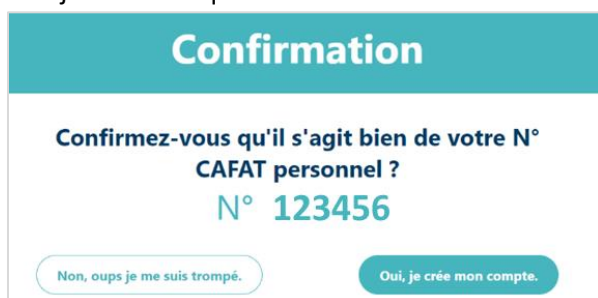 Confirmation
Confirmez-vous qu'il s'agit bien de votre N°
CAFAT personnel ?
N° 123456
Non, oups je me suis trompé.
Oui, je crée mon compte.